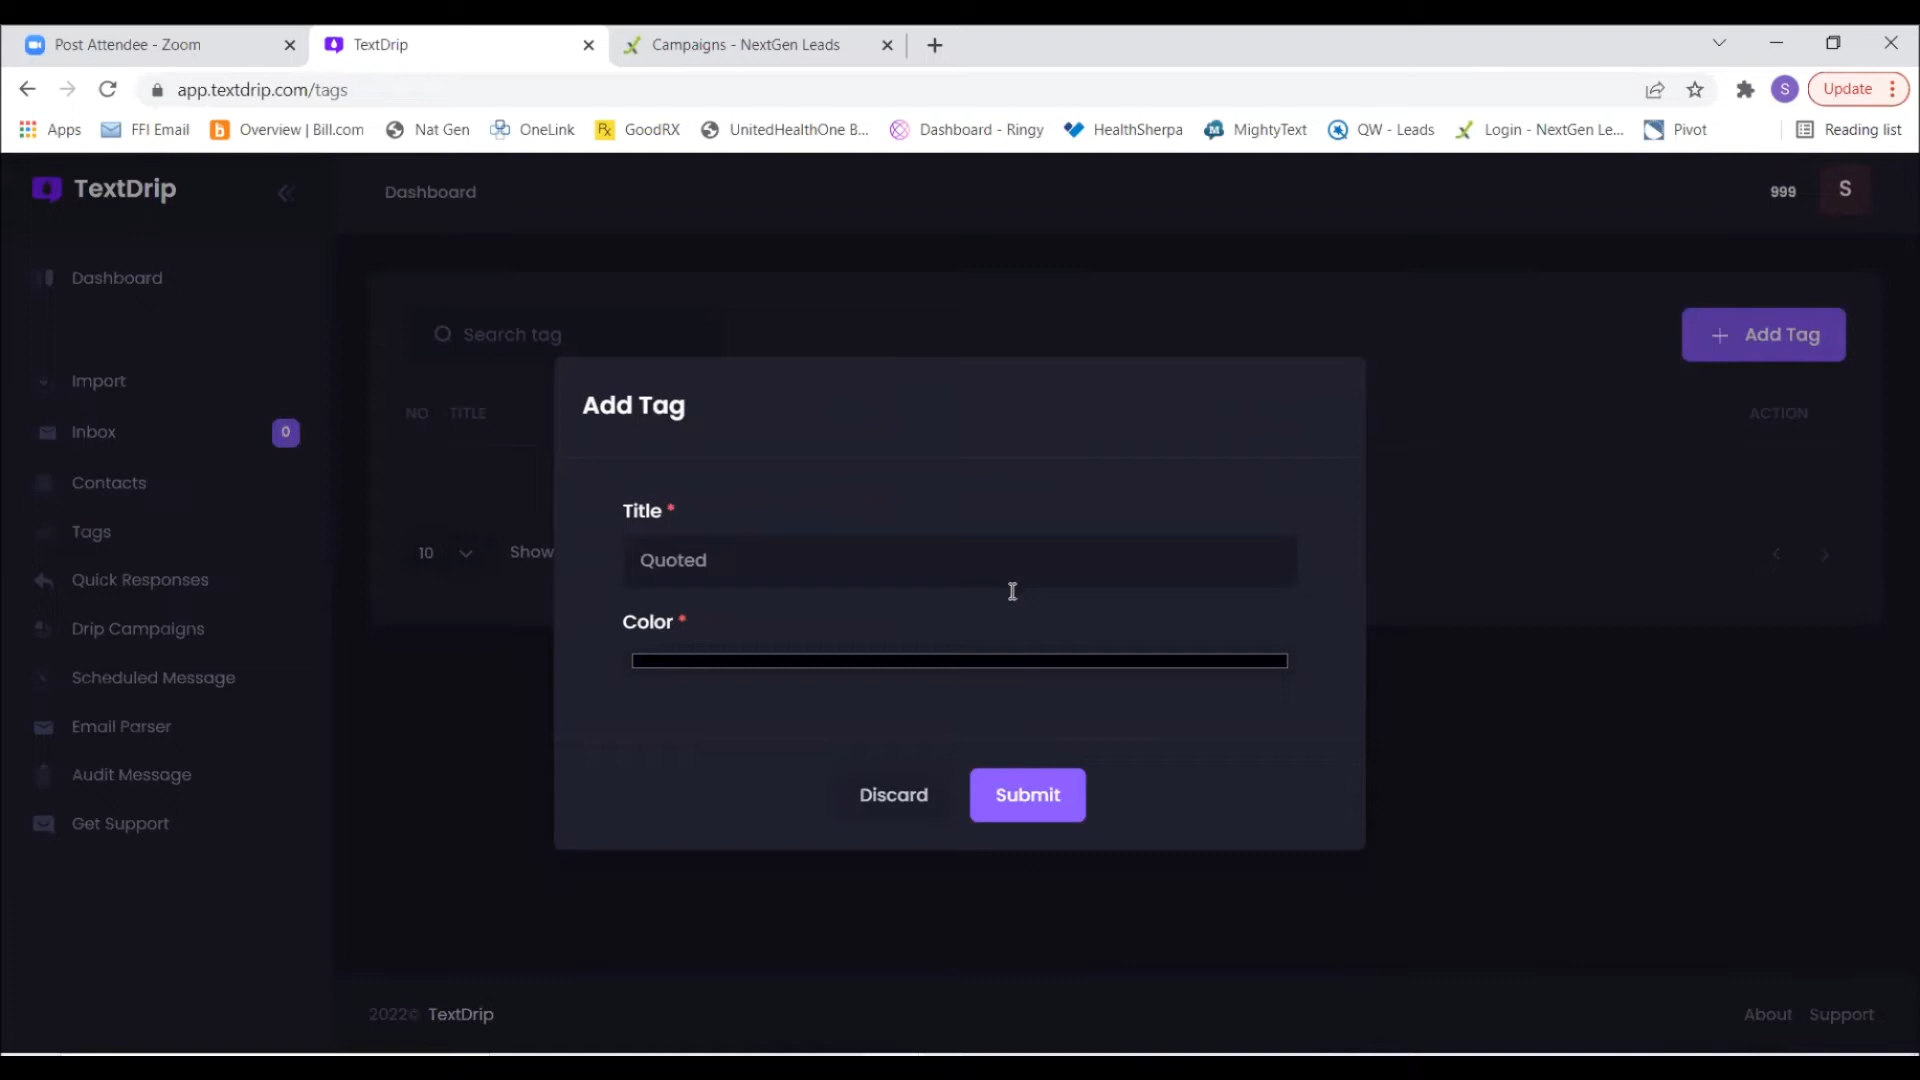 Post Attendee - Zoom
TextDrip
Campaigns - NextGen Leads
app.textdrip.com/tags
S
Update
Apps
FFI Email
Overview | Bill.com
Nat Gen
OneLink
GoodRX
UnitedHealthOne B...
Dashboard - Ringy
HealthSherpa
MightyText
QW - Leads
Login - NextGen Le...
Pivot
Reading list
TextDrip
Dashboard
999
S
Dashboard
Import
Inbox
0
Contacts
Tags
Quick Responses
Drip Campaigns
Scheduled Message
Email Parser
Audit Message
Get Support
Search tag
Add Tag
NO
TITLE
ACTION
10
Show
Add Tag
Title *
Quoted
Color *
Discard
Submit
2022© TextDrip
About
Support